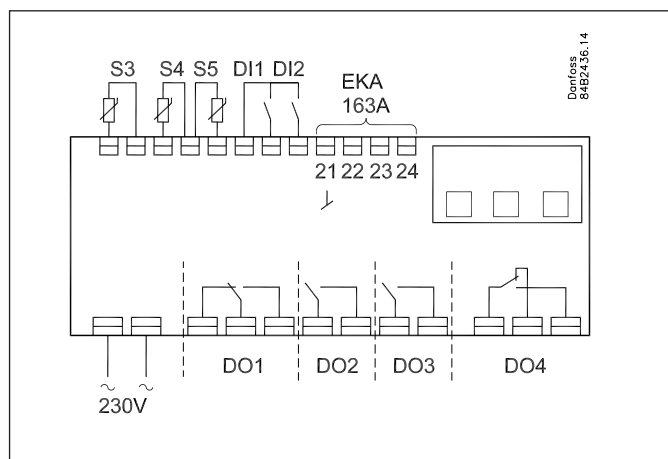 S3 S4 S5 DI1 DI2
EKA
163A
Danfoss
84B2436.14
21 22 23 24
DO1 DO2 DO3 DO4
~ ~
230V